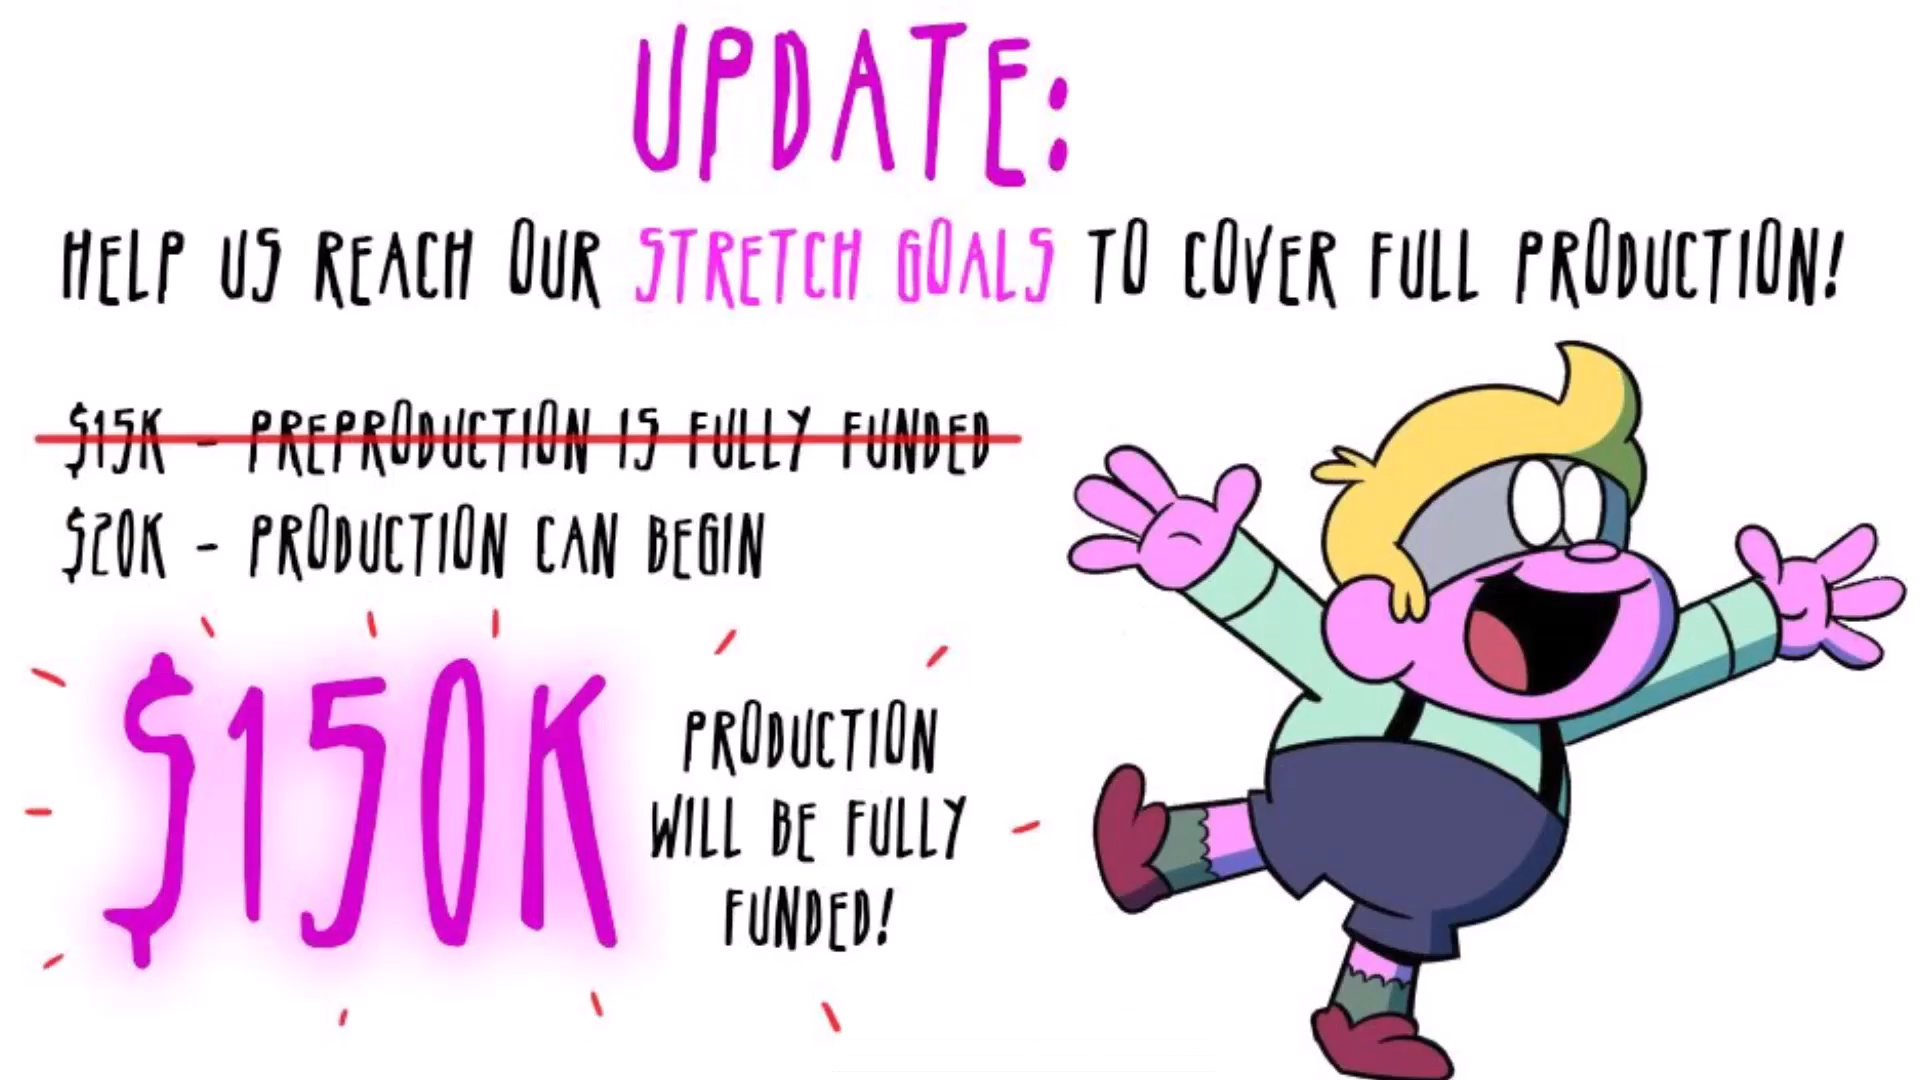 UPDATE:
HELP US REACH OUR STRETCH GOALS TO COVER FULL PRODUCTION!
$15K - PREPRODUCTION IS FULLY FUNDED
$20K - PRODUCTION CAN BEGIN
$150K
PRODUCTION
WILL BE FULLY
FUNDED!